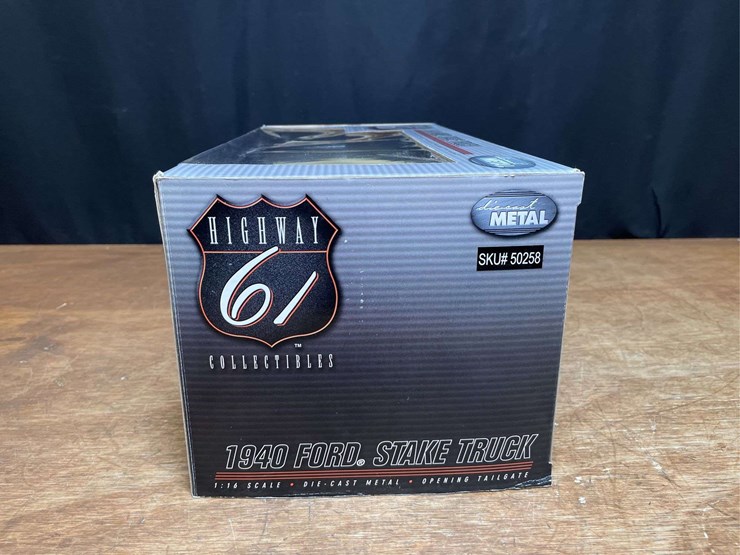 HIGHWAY
61
TM
COLLECTIBLES
die-cast
METAL
SKU# 50258
1940 FORD® STAKE TRUCK
1:16 SCALE • DIE-CAST METAL • OPENING TAILGATE